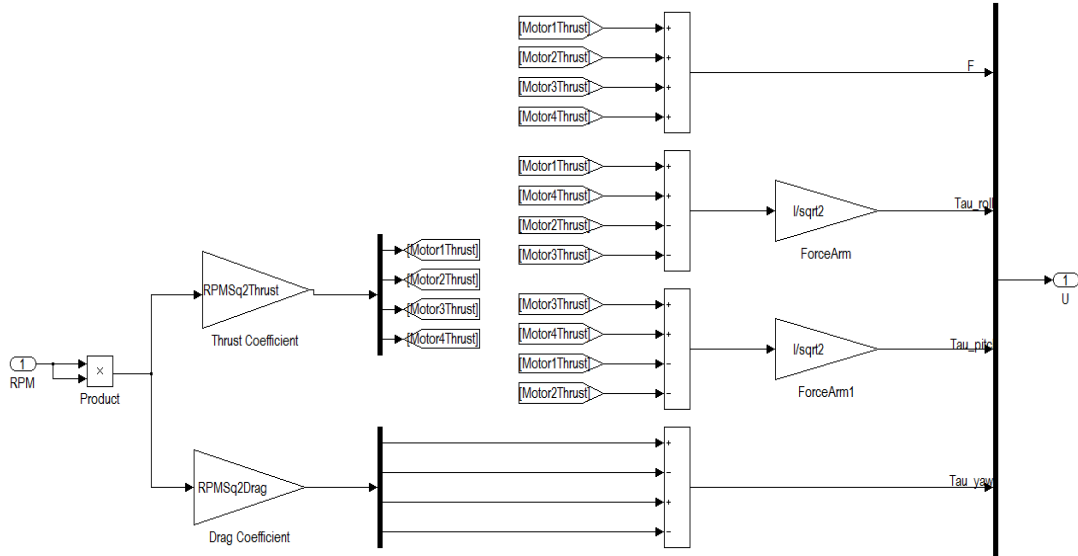 [Motor1Thrust]
[Motor2Thrust]
[Motor3Thrust]
[Motor4Thrust]
+
+
+
+
F
[Motor1Thrust]
[Motor4Thrust]
[Motor2Thrust]
[Motor3Thrust]
+
+
−
−
l/sqrt2
ForceArm
Tau_roll
[Motor1Thrust]
[Motor2Thrust]
[Motor3Thrust]
[Motor4Thrust]
RPMSq2Thrust
Thrust Coefficient
[Motor3Thrust]
[Motor4Thrust]
[Motor1Thrust]
[Motor2Thrust]
+
+
−
−
l/sqrt2
ForceArm1
Tau_pitc
1
U
1
RPM
×
Product
RPMSq2Drag
Drag Coefficient
+
−
+
−
Tau_yaw